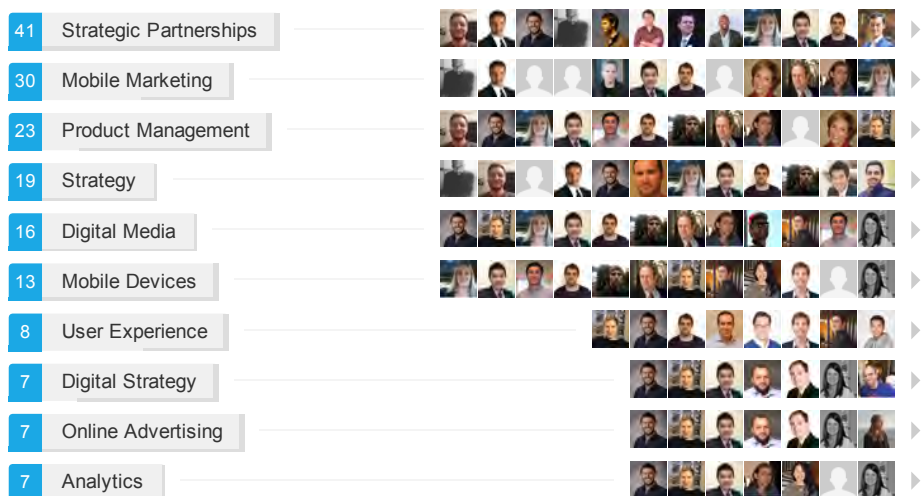 41 Strategic Partnerships
30 Mobile Marketing
23 Product Management
19 Strategy
16 Digital Media
13 Mobile Devices
8 User Experience
7 Digital Strategy
7 Online Advertising
7 Analytics